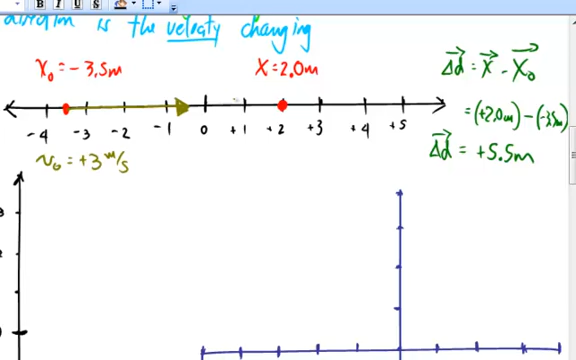 B I U S
is the velocity changing
X₀ = -3.5m
X = 2.0m
Δd = X - X₀
= (+2.0m) - (-3.5m)
Δd = +5.5m
-4 -3 -2 -1 0 +1 +2 +3 +4 +5
v₀ = +3 m/s